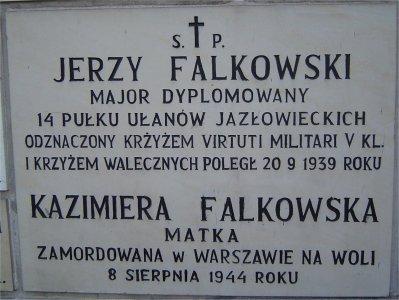 S. † P.
JERZY FALKOWSKI
MAJOR DYPLOMOWANY
14 PUŁKU UŁANÓW JAZŁOWIECKICH
ODZNACZONY KRZYŻEM VIRTUTI MILITARI V KL.
I KRZYŻEM WALECZNYCH POLEGŁ 20 9 1939 ROKU
KAZIMIERA FALKOWSKA
MATKA
ZAMORDOWANA W WARSZAWIE NA WOLI
8 SIERPNIA 1944 ROKU